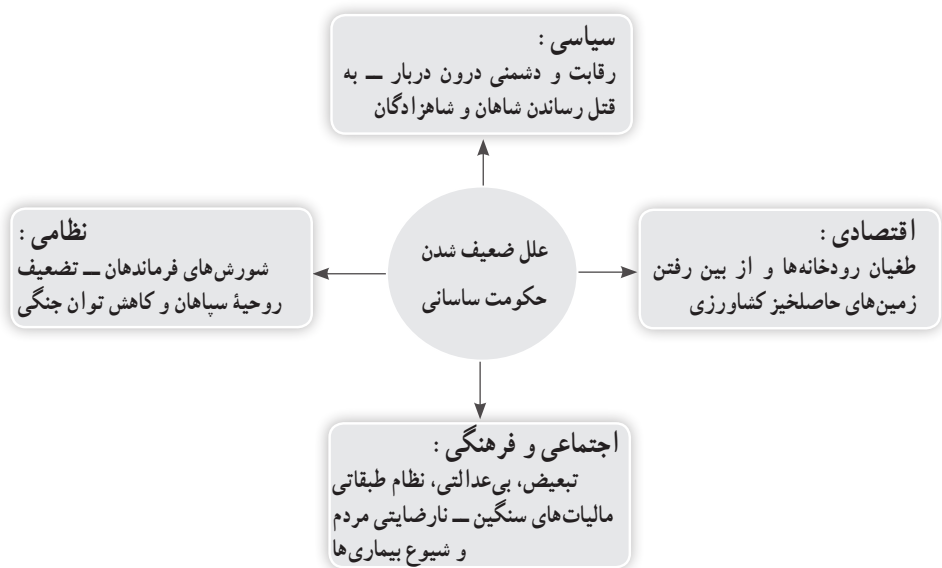 سیاسی :
رقابت و دشمنی درون دربار ــ به
قتل رساندن شاهان و شاهزادگان
علل ضعیف شدن
حکومت ساسانی
اقتصادی :
طغیان رودخانه‌ها و از بین رفتن
زمین‌های حاصلخیز کشاورزی
نظامی :
شورش‌های فرماندهان ــ تضعیف
روحیهٔ سپاهان و کاهش توان جنگی
اجتماعی و فرهنگی :
تبعیض، بی‌عدالتی، نظام طبقاتی
مالیات‌های سنگین ــ نارضایتی مردم
و شیوع بیماری‌ها